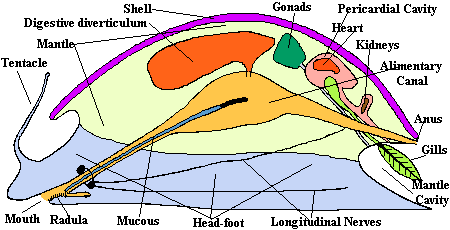 Shell
Gonads
Pericardial Cavity
Digestive diverticulum
Heart
Mantle
Kidneys
Tentacle
Alimentary
Canal
Anus
Gills
Mantle
Cavity
Mouth
Radula
Mucous
Head-foot
Longitudinal Nerves